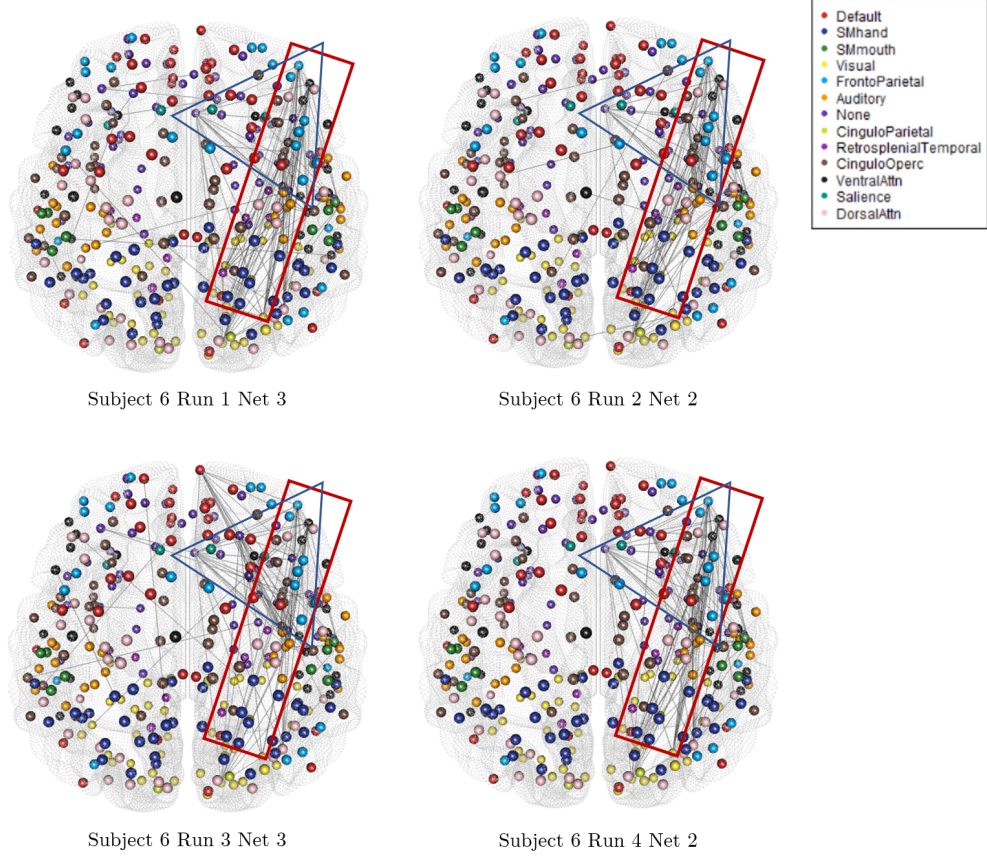 Default
SMhand
SMmouth
Visual
FrontoParietal
Auditory
None
CinguloParietal
RetrosplenialTemporal
CinguloOperc
VentralAttn
Salience
DorsalAttn
Subject 6 Run 1 Net 3
Subject 6 Run 2 Net 2
Subject 6 Run 3 Net 3
Subject 6 Run 4 Net 2